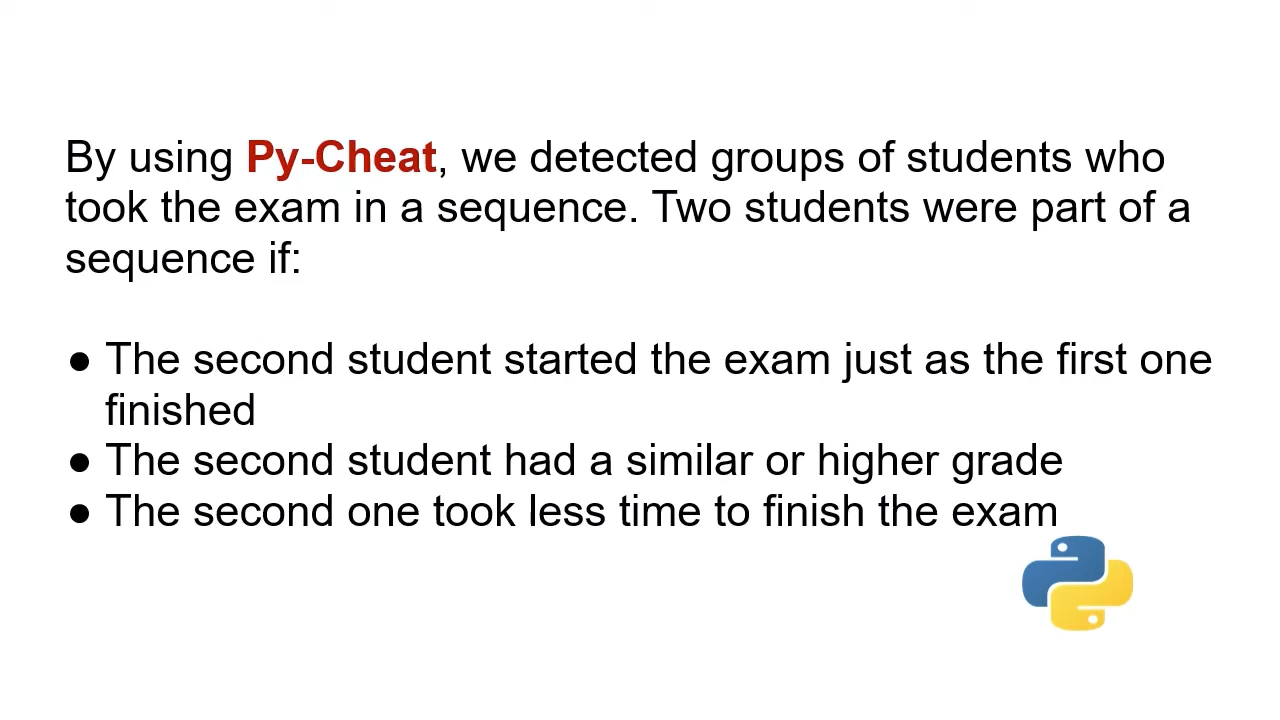 By using Py-Cheat, we detected groups of students who
took the exam in a sequence. Two students were part of a
sequence if:
● The second student started the exam just as the first one
finished
● The second student had a similar or higher grade
● The second one took less time to finish the exam